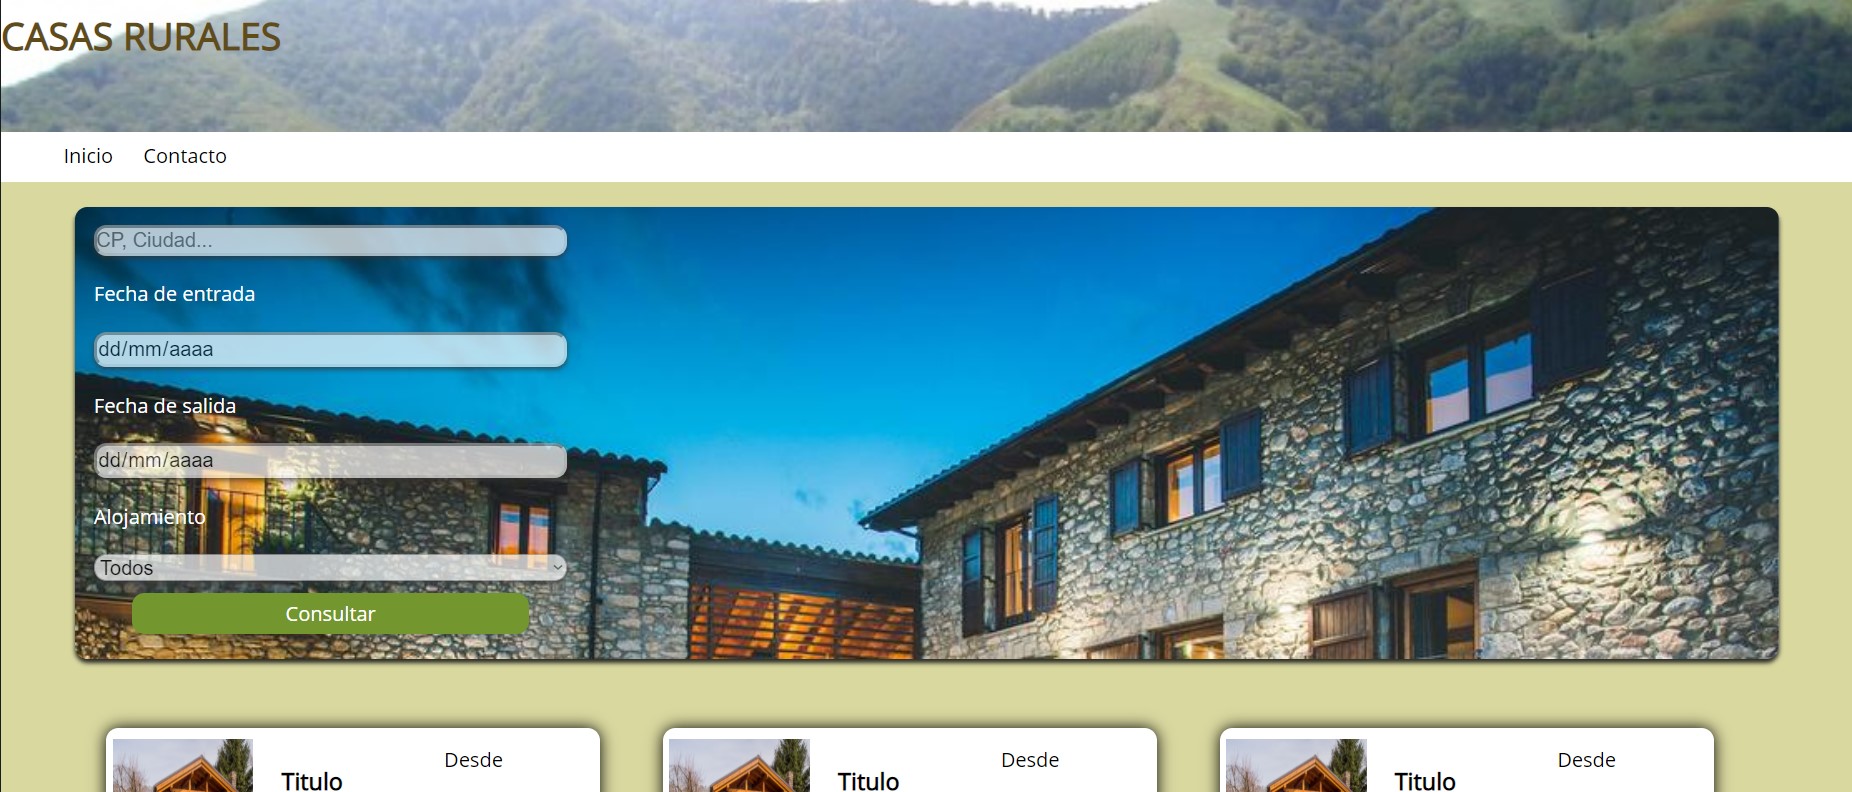 CASAS RURALES
Inicio Contacto
CP, Ciudad...
Fecha de entrada
dd/mm/aaaa
Fecha de salida
dd/mm/aaaa
Alojamiento
Todos
Consultar
Desde
Titulo
Desde
Titulo
Desde
Titulo